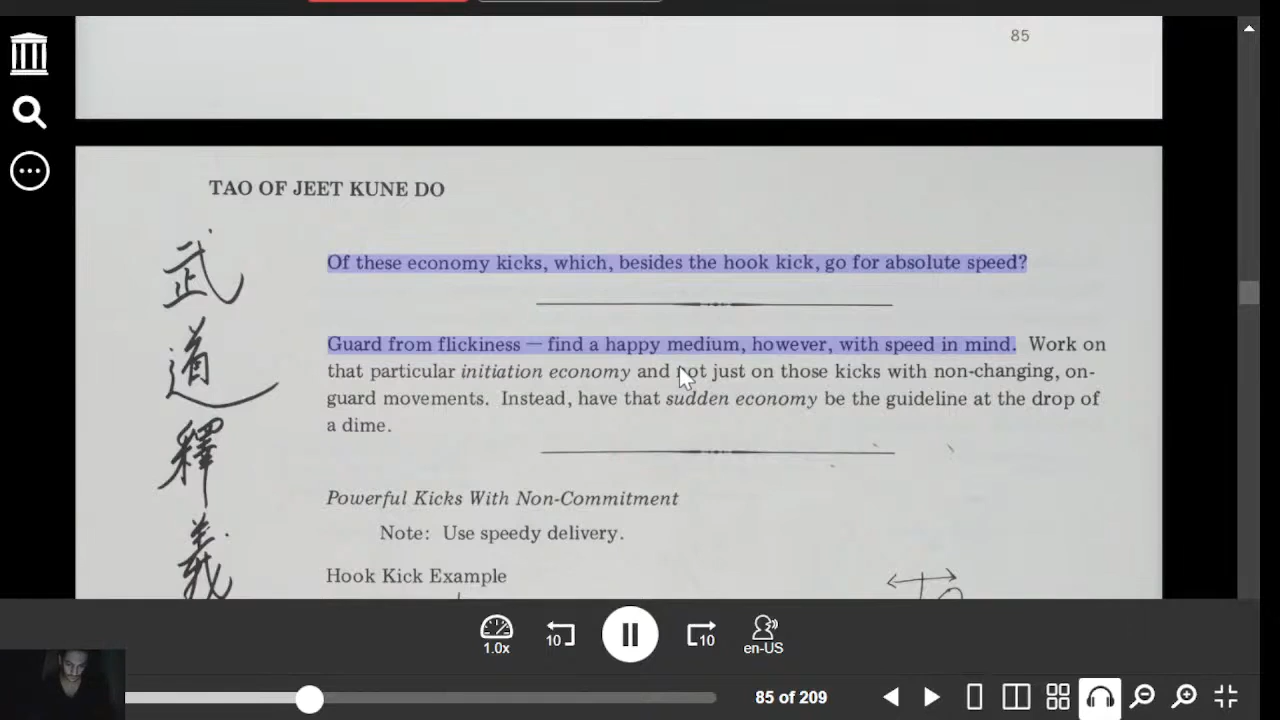 85
TAO OF JEET KUNE DO
武
道
釋
義
Of these economy kicks, which, besides the hook kick, go for absolute speed?
Guard from flickiness — find a happy medium, however, with speed in mind. Work on
that particular initiation economy and not just on those kicks with non-changing, on-
guard movements. Instead, have that sudden economy be the guideline at the drop of
a dime.
Powerful Kicks With Non-Commitment
Note: Use speedy delivery.
Hook Kick Example
1.0x
10
10
en-US
85 of 209